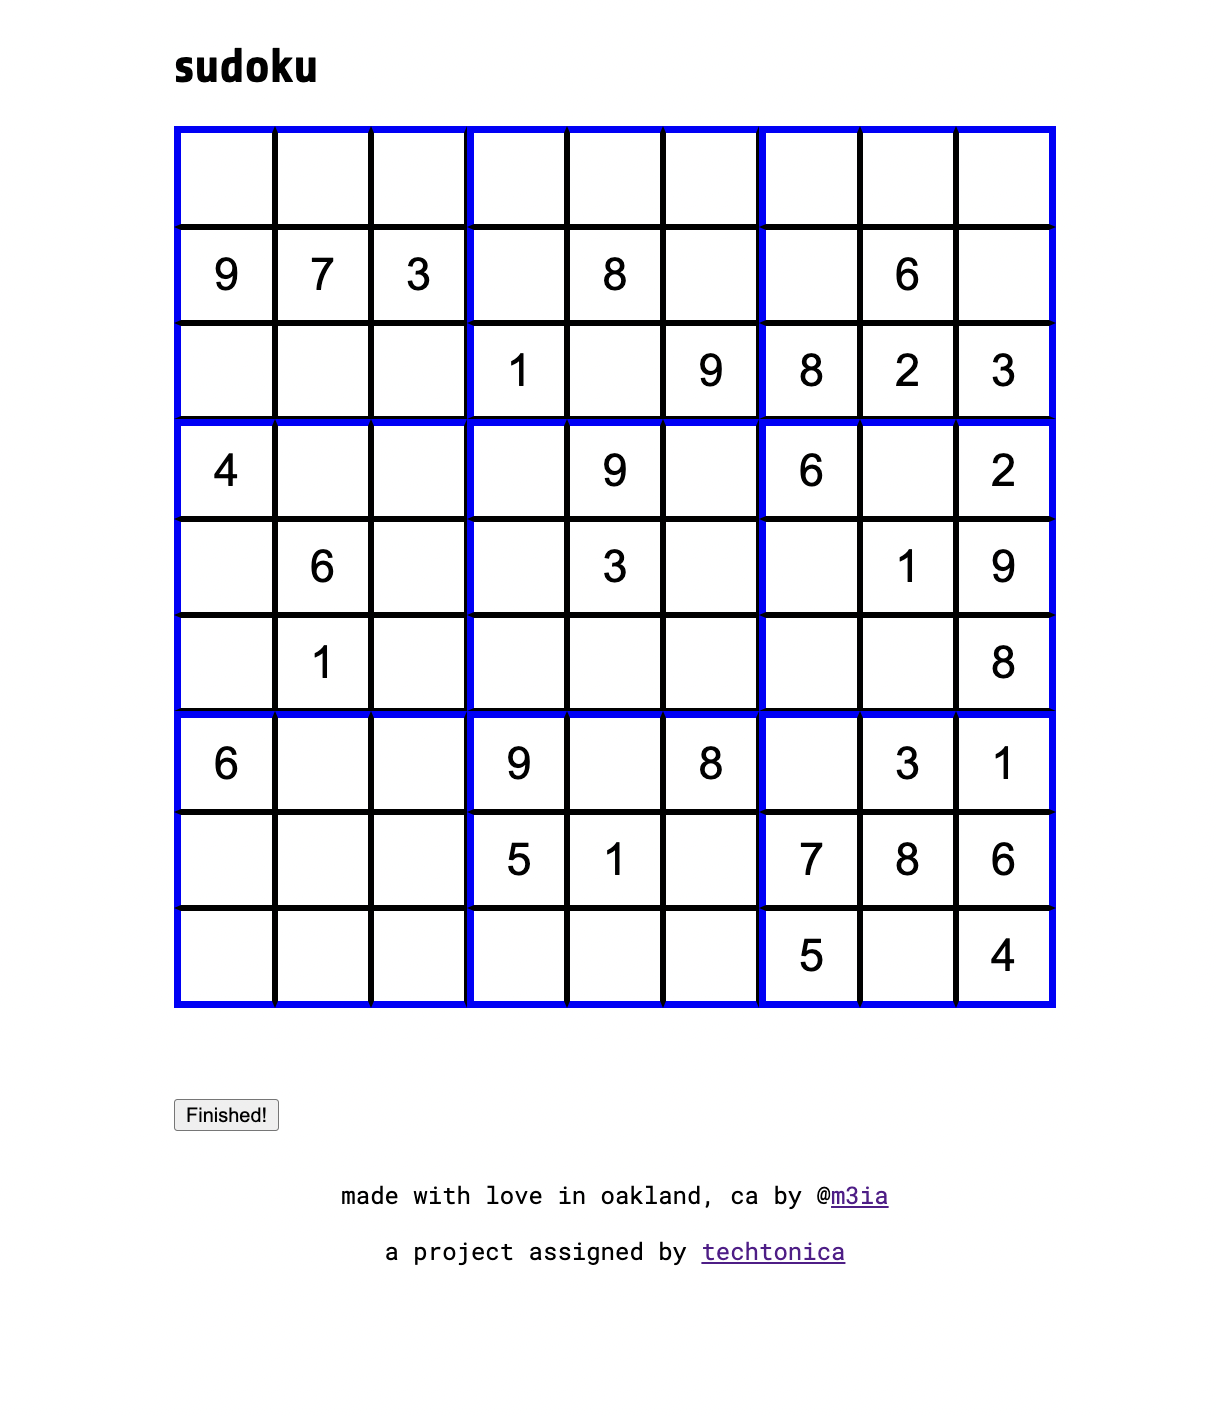 sudoku
9 7 3 8 6
1 9 8 2 3
4 9 6 2
6 3 1 9
1 8
6 9 8 3 1
5 1 7 8 6
5 4
Finished!
made with love in oakland, ca by @m3ia
a project assigned by techtonica